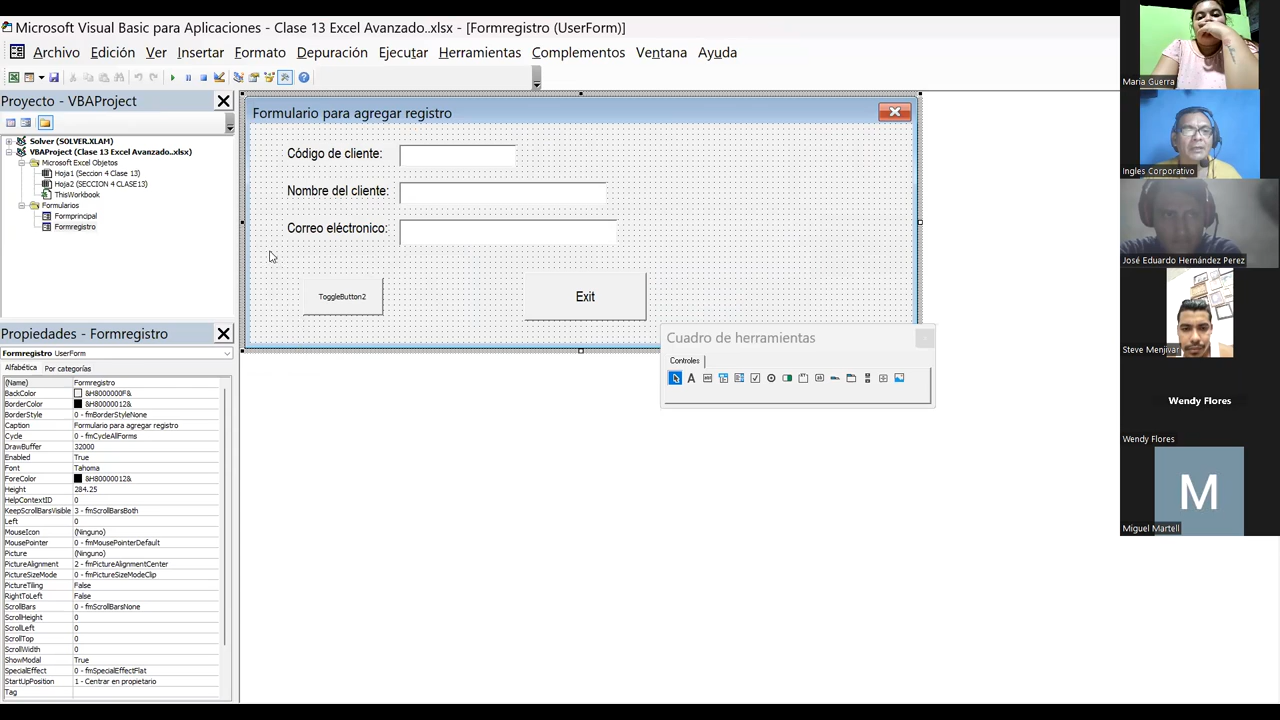 Microsoft Visual Basic para Aplicaciones - Clase 13 Excel Avanzado..xlsx - [Formregistro (UserForm)]
Archivo Edición Ver Insertar Formato Depuración Ejecutar Herramientas Complementos Ventana Ayuda
Proyecto - VBAProject
Solver (SOLVER.XLAM)
VBAProject (Clase 13 Excel Avanzado..xlsx)
Microsoft Excel Objetos
Hoja1 (Seccion 4 Clase 13)
Hoja2 (SECCION 4 CLASE13)
ThisWorkbook
Formularios
Formprincipal
Formregistro
Propiedades - Formregistro
Formregistro UserForm
Alfabética Por categorías
(Name) Formregistro
BackColor &H8000000F&
BorderColor &H80000012&
BorderStyle 0 - fmBorderStyleNone
Caption Formulario para agregar registro
Cycle 0 - fmCycleAllForms
DrawBuffer 32000
Enabled True
Font Tahoma
ForeColor &H80000012&
Height 284.25
HelpContextID 0
KeepScrollBarsVisible 3 - fmScrollBarsBoth
Left 0
MouseIcon (Ninguno)
MousePointer 0 - fmMousePointerDefault
Picture (Ninguno)
PictureAlignment 2 - fmPictureAlignmentCenter
PictureSizeMode 0 - fmPictureSizeModeClip
PictureTiling False
RightToLeft False
ScrollBars 0 - fmScrollBarsNone
ScrollHeight 0
ScrollLeft 0
ScrollTop 0
ScrollWidth 0
ShowModal True
SpecialEffect 0 - fmSpecialEffectFlat
StartUpPosition 1 - Centrar en propietario
Tag
Formulario para agregar registro
Código de cliente:
Nombre del cliente:
Correo eléctronico:
ToggleButton2
Exit
Cuadro de herramientas
Controles
Maria Guerra
Ingles Corporativo
José Eduardo Hernández Perez
Steve Menjivar
Wendy Flores
Wendy Flores
M
Miguel Martell